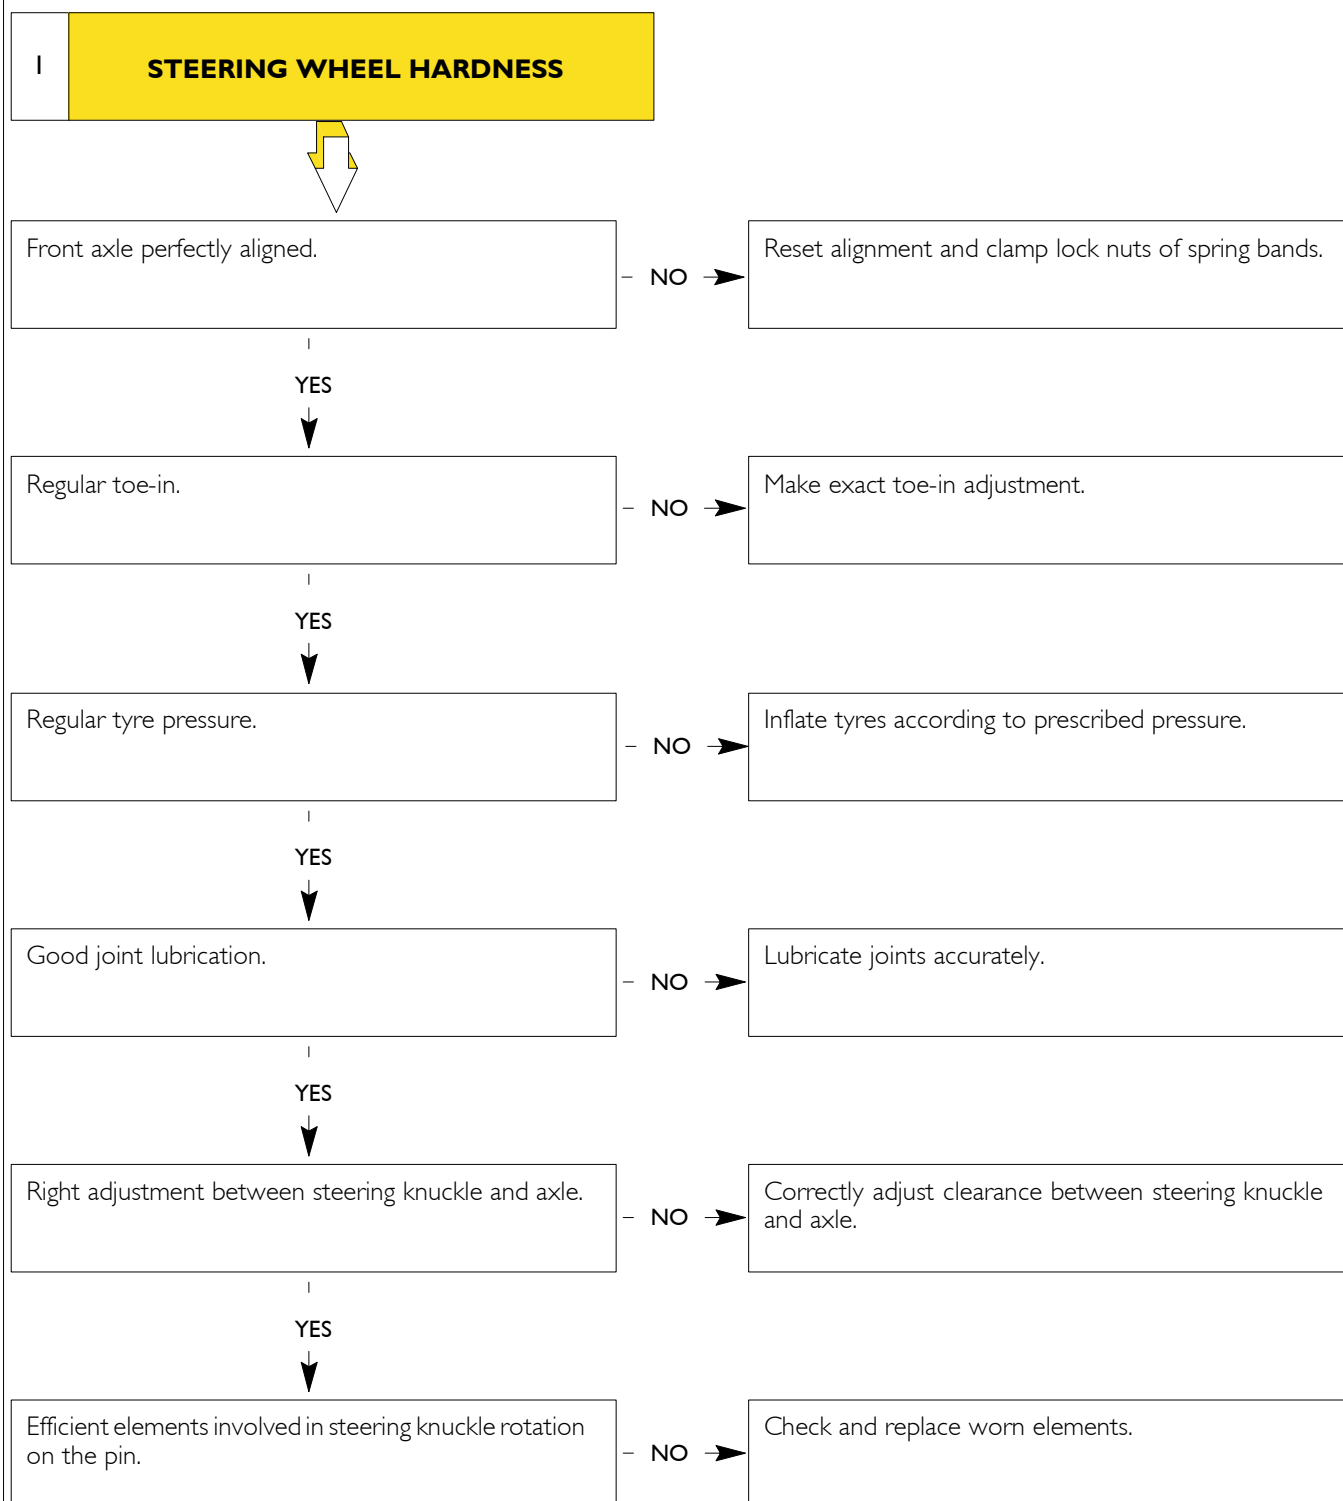 1
STEERING WHEEL HARDNESS
Front axle perfectly aligned.
NO
Reset alignment and clamp lock nuts of spring bands.
YES
Regular toe-in.
NO
Make exact toe-in adjustment.
YES
Regular tyre pressure.
NO
Inflate tyres according to prescribed pressure.
YES
Good joint lubrication.
NO
Lubricate joints accurately.
YES
Right adjustment between steering knuckle and axle.
NO
Correctly adjust clearance between steering knuckle
and axle.
YES
Efficient elements involved in steering knuckle rotation
on the pin.
NO
Check and replace worn elements.